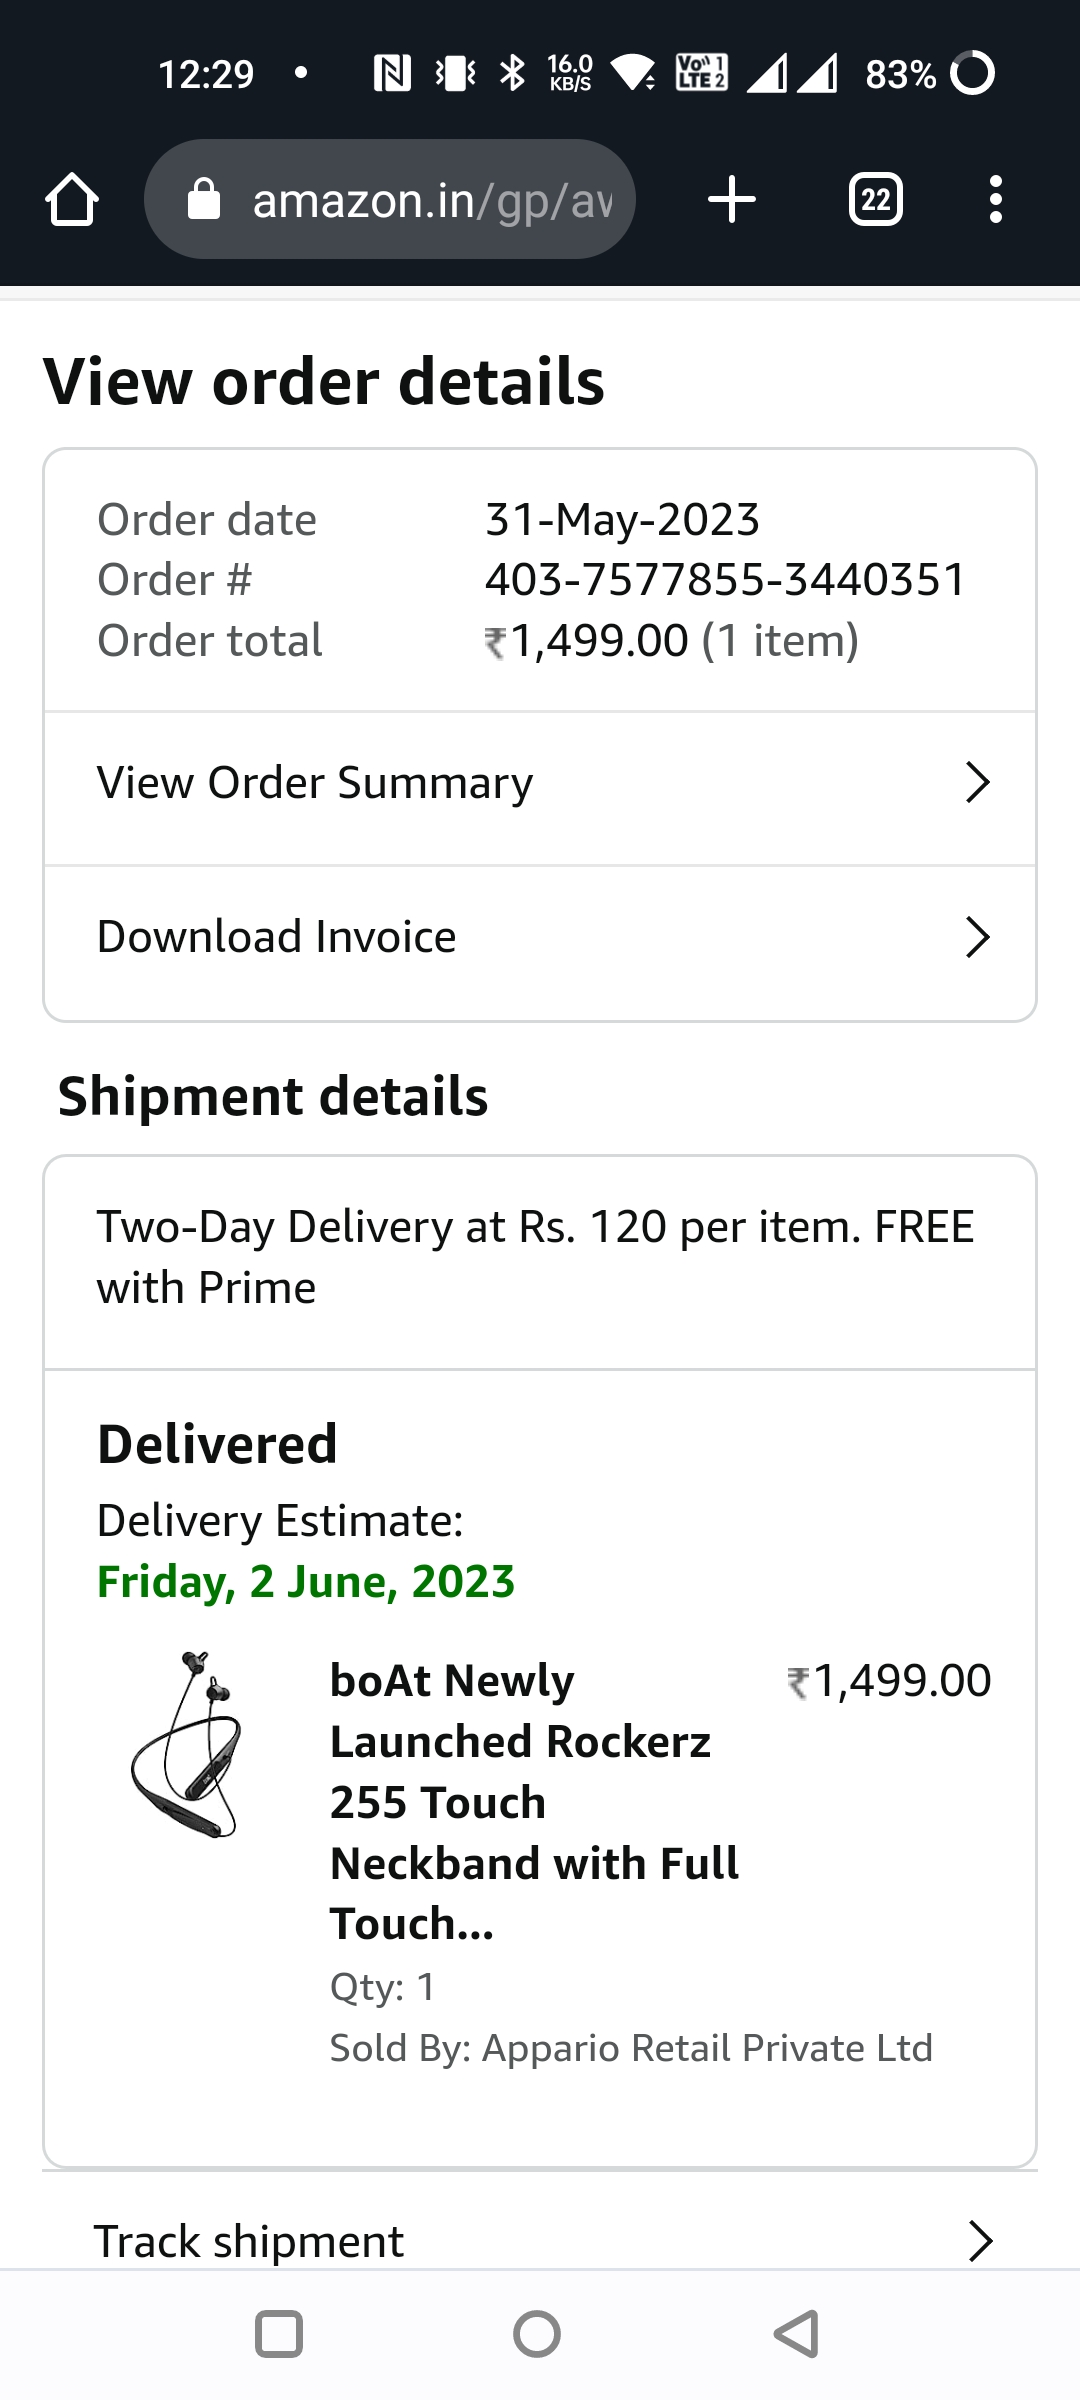 12:29 • 16.0 KB/S Vo)) 1 LTE 2 83%
amazon.in/gp/aw
22
View order details
Order date 31-May-2023
Order # 403-7577855-3440351
Order total ₹1,499.00 (1 item)
View Order Summary
Download Invoice
Shipment details
Two-Day Delivery at Rs. 120 per item. FREE
with Prime
Delivered
Delivery Estimate:
Friday, 2 June, 2023
boAt Newly ₹1,499.00
Launched Rockerz
255 Touch
Neckband with Full
Touch...
Qty: 1
Sold By: Appario Retail Private Ltd
Track shipment